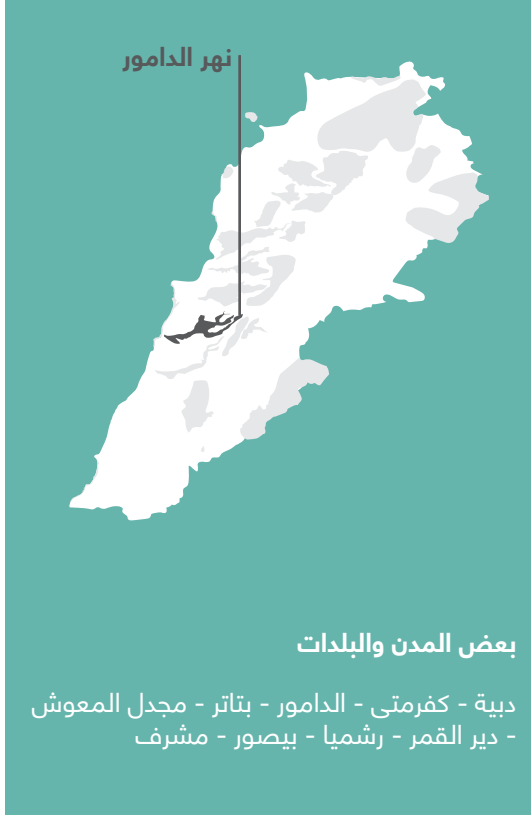 نهر الدامور
بعض المدن والبلدات
دبية - كفرمتى - الدامور - بتاتر - مجدل المعوش
- دير القمر - رشميا - بيصور - مشرف